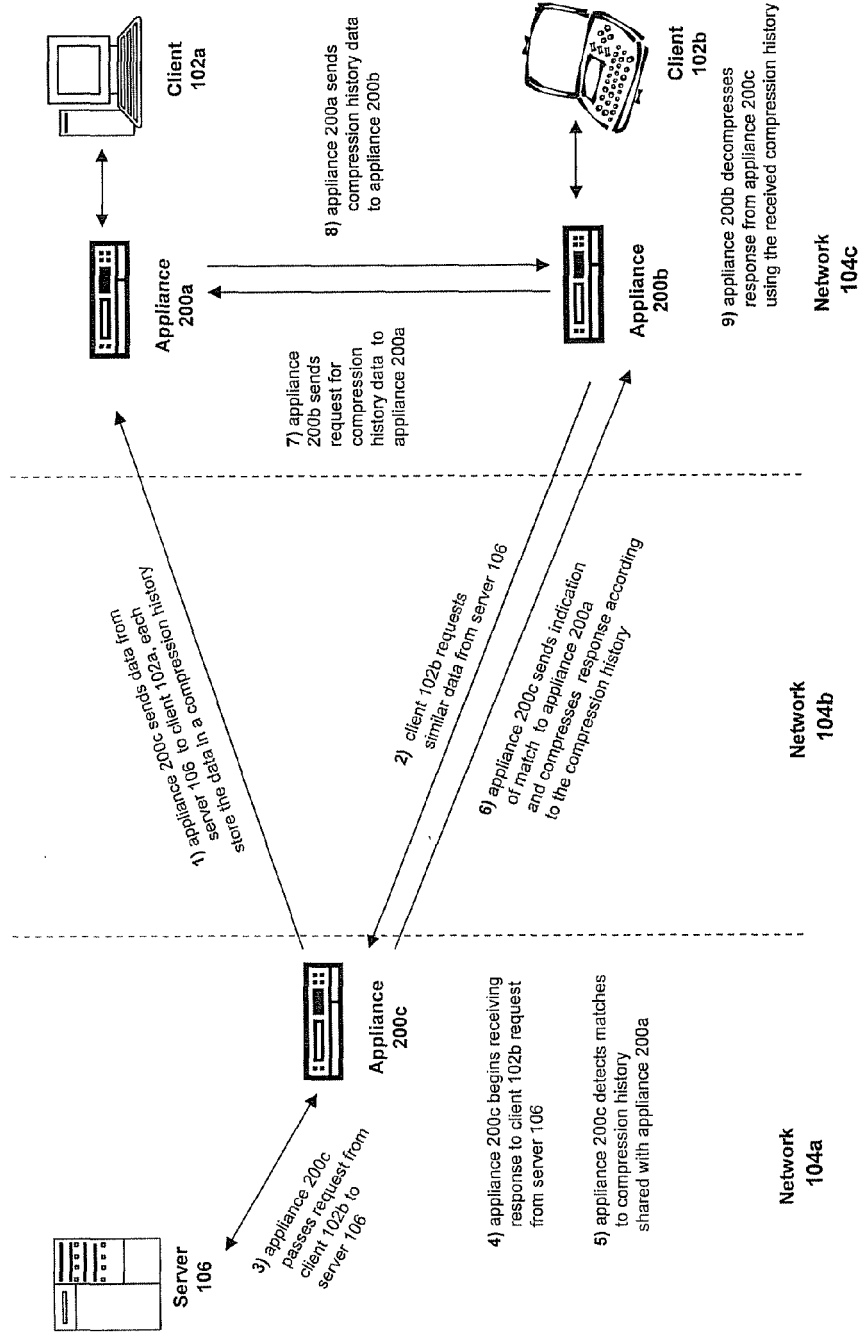 Server
106
3) appliance 200c
passes request from
client 102b to
server 106
Appliance
200c
4) appliance 200c begins receiving
response to client 102b request
from server 106
5) appliance 200c detects matches
to compression history
shared with appliance 200a
Network
104a
1) appliance 200c sends data from
server 106 to client 102a, each
store the data in a compression history
2) client 102b requests
similar data from server 106
6) appliance 200c sends indication
of match to appliance 200a
and compresses response according
to the compression history
Network
104b
Client
102a
Appliance
200a
7) appliance
200b sends
request for
compression
history data to
appliance 200a
8) appliance 200a sends
compression history data
to appliance 200b
Appliance
200b
Client
102b
9) appliance 200b decompresses
response from appliance 200c
using the received compression history
Network
104c